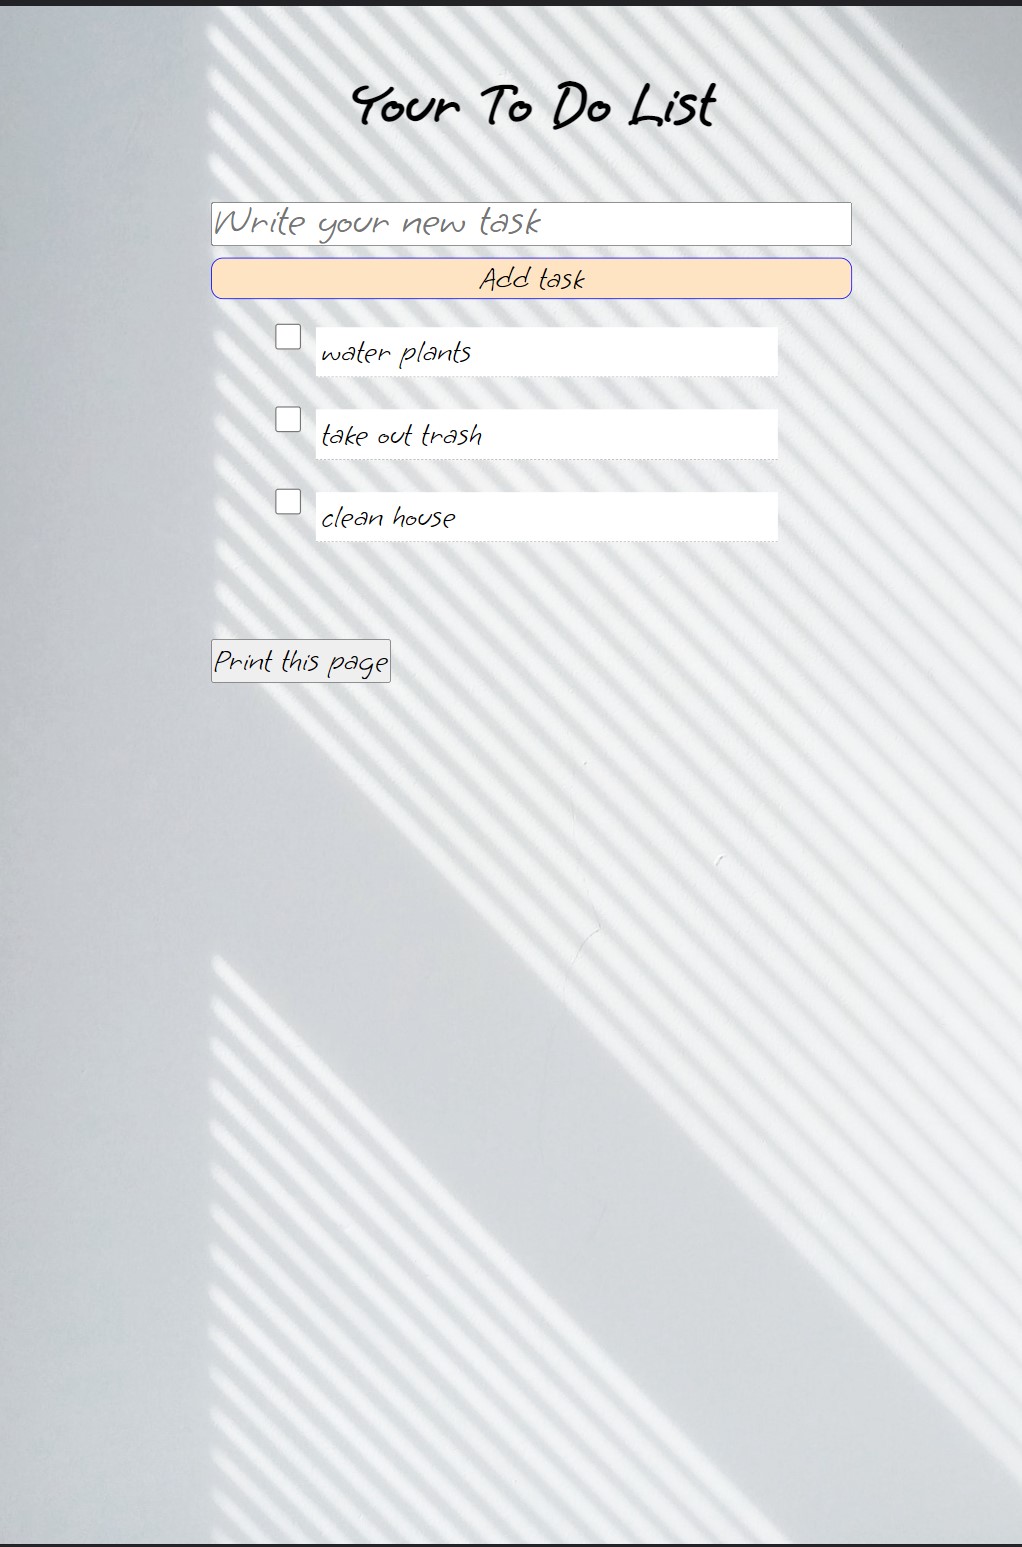 Your To Do List
Write your new task
Add task
water plants
take out trash
clean house
Print this page